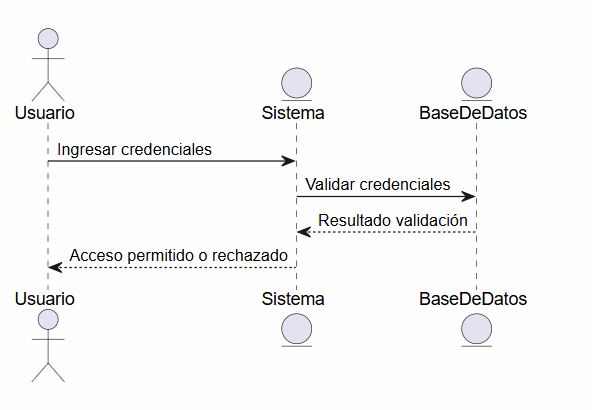 Usuario
Sistema
BaseDeDatos
Ingresar credenciales
Validar credenciales
Resultado validación
Acceso permitido o rechazado
Usuario
Sistema
BaseDeDatos